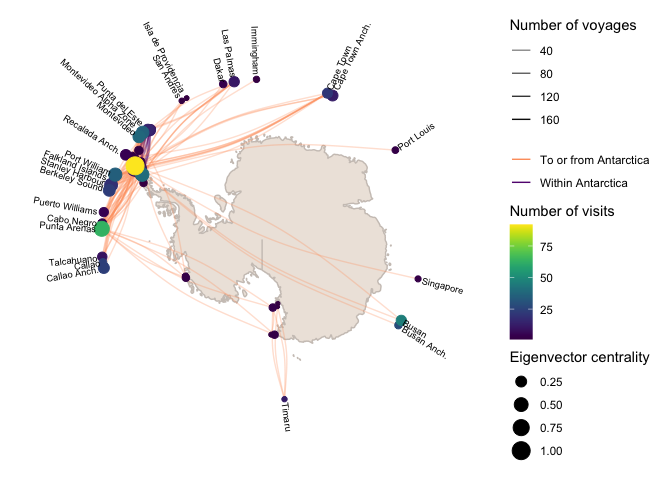 Isla de Providencia
San Andres
Dakar
Las Palmas
Immingham
Cape Town
Cape Town Anch.
Punta del Este
Montevideo Alpha Zone
Montevideo
Recalada Anch.
Port Louis
Port William
Falkland Islands
Stanley Harbour
Berkeley Sound
Puerto Williams
Cabo Negro
Punta Arenas
Talcahuano
Callao
Callao Anch.
Singapore
Busan
Busan Anch.
Timaru
Number of voyages
40
80
120
160
To or from Antarctica
Within Antarctica
Number of visits
75
50
25
Eigenvector centrality
0.25
0.50
0.75
1.00